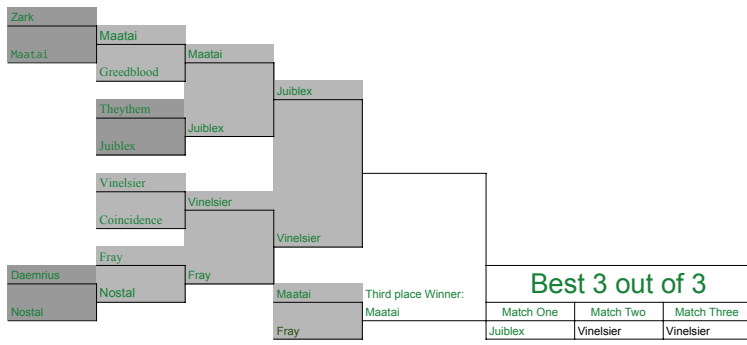 Zark
Maatai
Maatai
Greedblood
Maatai
Theythem
Juiblex
Juiblex
Juiblex
Vinelsier
Coincidence
Vinelsier
Vinelsier
Fray
Nostal
Fray
Daemrius
Nostal
Maatai
Fray
Third place Winner:
Maatai
Best 3 out of 3
Match One Match Two Match Three
Juiblex Vinelsier Vinelsier